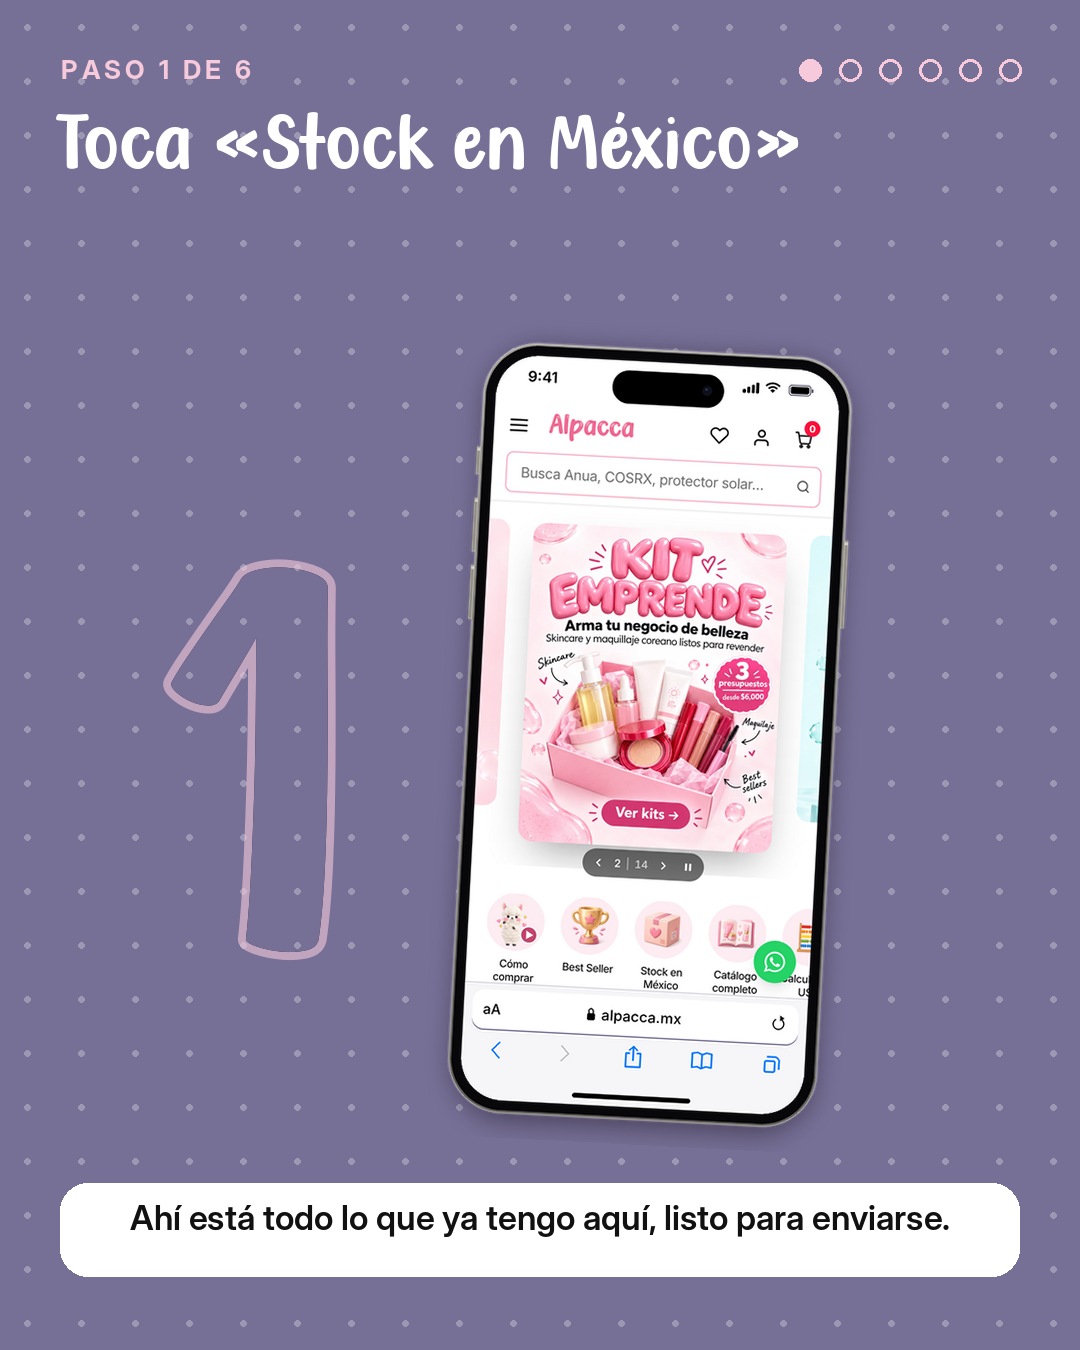 PASO 1 DE 6
Toca «Stock en México»
1
9:41
Alpacca
0
Busca Anua, COSRX, protector solar...
KIT
EMPRENDE
Arma tu negocio de belleza
Skincare y maquillaje coreano listos para revender
Skincare
3
presupuestos
desde $6,000
Maquilaje
Best
sellers
Ver kits →
2 | 14
Cómo
comprar
Best Seller
Stock en
México
Catálogo
completo
aA
alpacca.mx
Ahí está todo lo que ya tengo aquí, listo para enviarse.